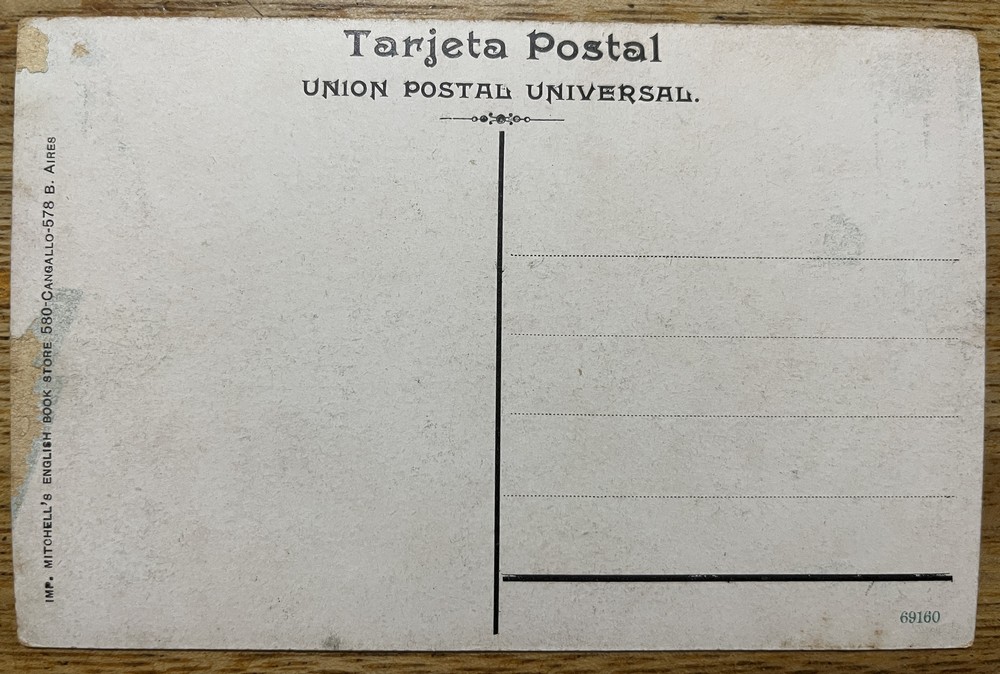 Tarjeta Postal
UNION POSTAL UNIVERSAL.
IMP. MITCHELL'S ENGLISH BOOK STORE 580-CANGALLO-578 B. AIRES
69160